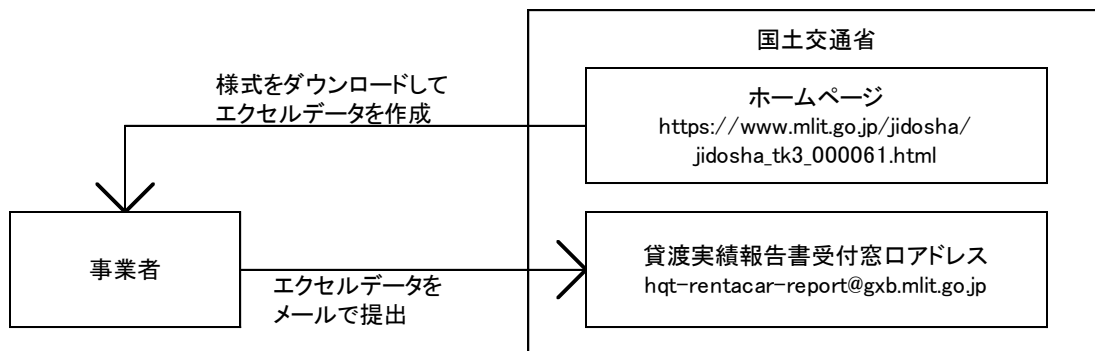 国土交通省
様式をダウンロードして
エクセルデータを作成
ホームページ
https://www.mlit.go.jp/jidosha/
jidosha_tk3_000061.html
事業者
エクセルデータを
メールで提出
貸渡実績報告書受付窓口アドレス
hqt-rentacar-report@gxb.mlit.go.jp